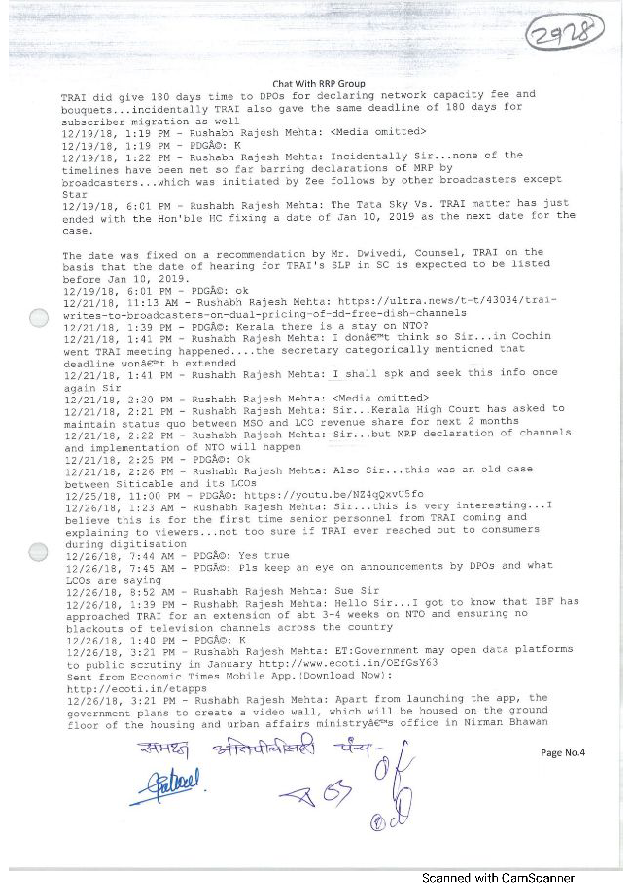 2928
Chat With RRP Group
TRAI did give 180 days time to DPOs for declaring network capacity fee and
bouquets...incidentally TRAI also gave the same deadline of 180 days for
subscriber migration as well
12/19/18, 1:19 PM - Rushabh Rajesh Mehta: <Media omitted>
12/19/18, 1:19 PM - PDGÂ©: K
12/19/18, 1:22 PM - Rushabh Rajesh Mehta: Incidentally Sir...none of the
timelines have been met so far barring declarations of MRP by
broadcasters...which was initiated by Zee follows by other broadcasters except
Star
12/19/18, 6:01 PM - Rushabh Rajesh Mehta: The Tata Sky Vs. TRAI matter has just
ended with the Hon'ble HC fixing a date of Jan 10, 2019 as the next date for the
case.
The date was fixed on a recommendation by Mr. Dwivedi, Counsel, TRAI on the
basis that the date of hearing for TRAI's SLP in SC is expected to be listed
before Jan 10, 2019.
12/19/18, 6:01 PM - PDGÂ©: ok
12/21/18, 11:13 AM - Rushabh Rajesh Mehta: https://ultra.news/t-t/43034/trai-
writes-to-broadcasters-on-dual-pricing-of-dd-free-dish-channels
12/21/18, 1:39 PM - PDGÂ©: Kerala there is a stay on NTO?
12/21/18, 1:41 PM - Rushabh Rajesh Mehta: I donâ€™t think so Sir...in Cochin
went TRAI meeting happened....the secretary categorically mentioned that
deadline wonâ€™t b extended
12/21/18, 1:41 PM - Rushabh Rajesh Mehta: I shall spk and seek this info once
again Sir
12/21/18, 2:20 PM - Rushabh Rajesh Mehta: <Media omitted>
12/21/18, 2:21 PM - Rushabh Rajesh Mehta: Sir...Kerala High Court has asked to
maintain status quo between MSO and LCO revenue share for next 2 months
12/21/18, 2:22 PM - Rushabh Rajesh Mehta: Sir...but MRP declaration of channels
and implementation of NTO will happen
12/21/18, 2:25 PM - PDGÂ©: Ok
12/21/18, 2:26 PM - Rushabh Rajesh Mehta: Also Sir...this was an old case
between Siticable and its LCOs
12/25/18, 11:00 PM - PDGÂ©: https://youtu.be/NZ4qQxvU5fo
12/26/18, 1:23 AM - Rushabh Rajesh Mehta: Sir...this is very interesting...I
believe this is for the first time senior personnel from TRAI coming and
explaining to viewers...not too sure if TRAI ever reached out to consumers
during digitisation
12/26/18, 7:44 AM - PDGÂ©: Yes true
12/26/18, 7:45 AM - PDGÂ©: Pls keep an eye on announcements by DPOs and what
LCOs are saying
12/26/18, 8:52 AM - Rushabh Rajesh Mehta: Sue Sir
12/26/18, 1:39 PM - Rushabh Rajesh Mehta: Hello Sir...I got to know that IBF has
approached TRAI for an extension of abt 3-4 weeks on NTO and ensuring no
blackouts of television channels across the country
12/26/18, 1:40 PM - PDGÂ©: K
12/26/18, 3:21 PM - Rushabh Rajesh Mehta: ET:Government may open data platforms
to public scrutiny in January http://www.ecoti.in/OEfGsY63
Sent from Economic Times Mobile App.(Download Now):
http://ecoti.in/etapps
12/26/18, 3:21 PM - Rushabh Rajesh Mehta: Apart from launching the app, the
government plans to create a video wall, which will be housed on the ground
floor of the housing and urban affairs ministryâ€™s office in Nirman Bhawan
समक्ष पंच -
Page No.4
Scanned with CamScanner